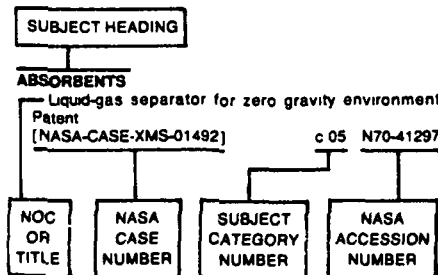 SUBJECT HEADING
ABSORBENTS
Liquid-gas separator for zero gravity environment
Patent
[NASA-CASE-XMS-01492] c 05 N70-41297
NOC OR TITLE
NASA CASE NUMBER
SUBJECT CATEGORY NUMBER
NASA ACCESSION NUMBER